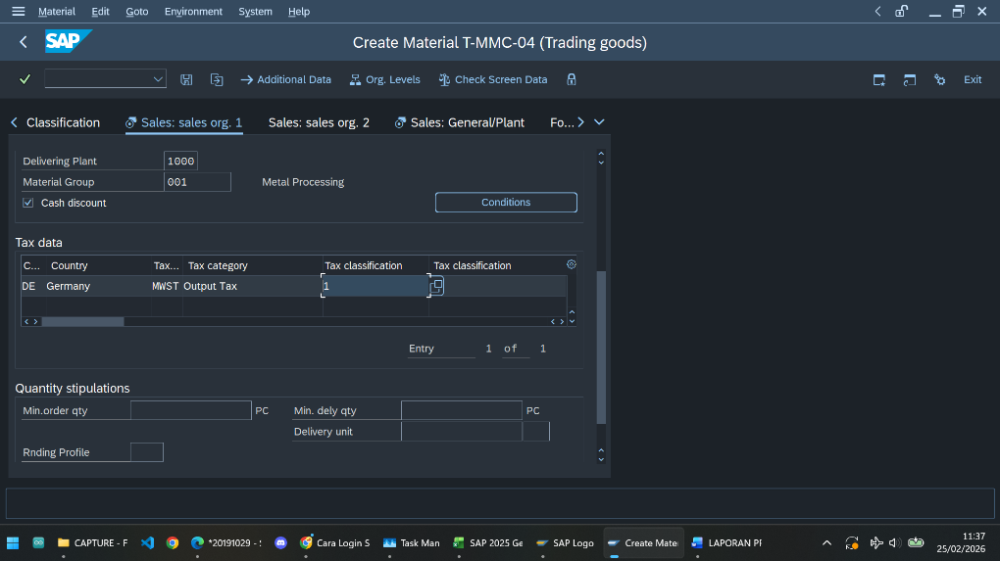 Material Edit Goto Environment System Help
SAP Create Material T-MMC-04 (Trading goods)
Additional Data Org. Levels Check Screen Data Exit
Classification Sales: sales org. 1 Sales: sales org. 2 Sales: General/Plant Fo...
Delivering Plant 1000
Material Group 001 Metal Processing
Cash discount Conditions
Tax data
C... Country Tax... Tax category Tax classification Tax classification
DE Germany MWST Output Tax 1
Entry 1 of 1
Quantity stipulations
Min.order qty PC Min. dely qty PC
Delivery unit
Rnding Profile
CAPTURE - F *20191029 - Cara Login S Task Man SAP 2025 Ge SAP Logo Create Mate LAPORAN PF
11:37
25/02/2026